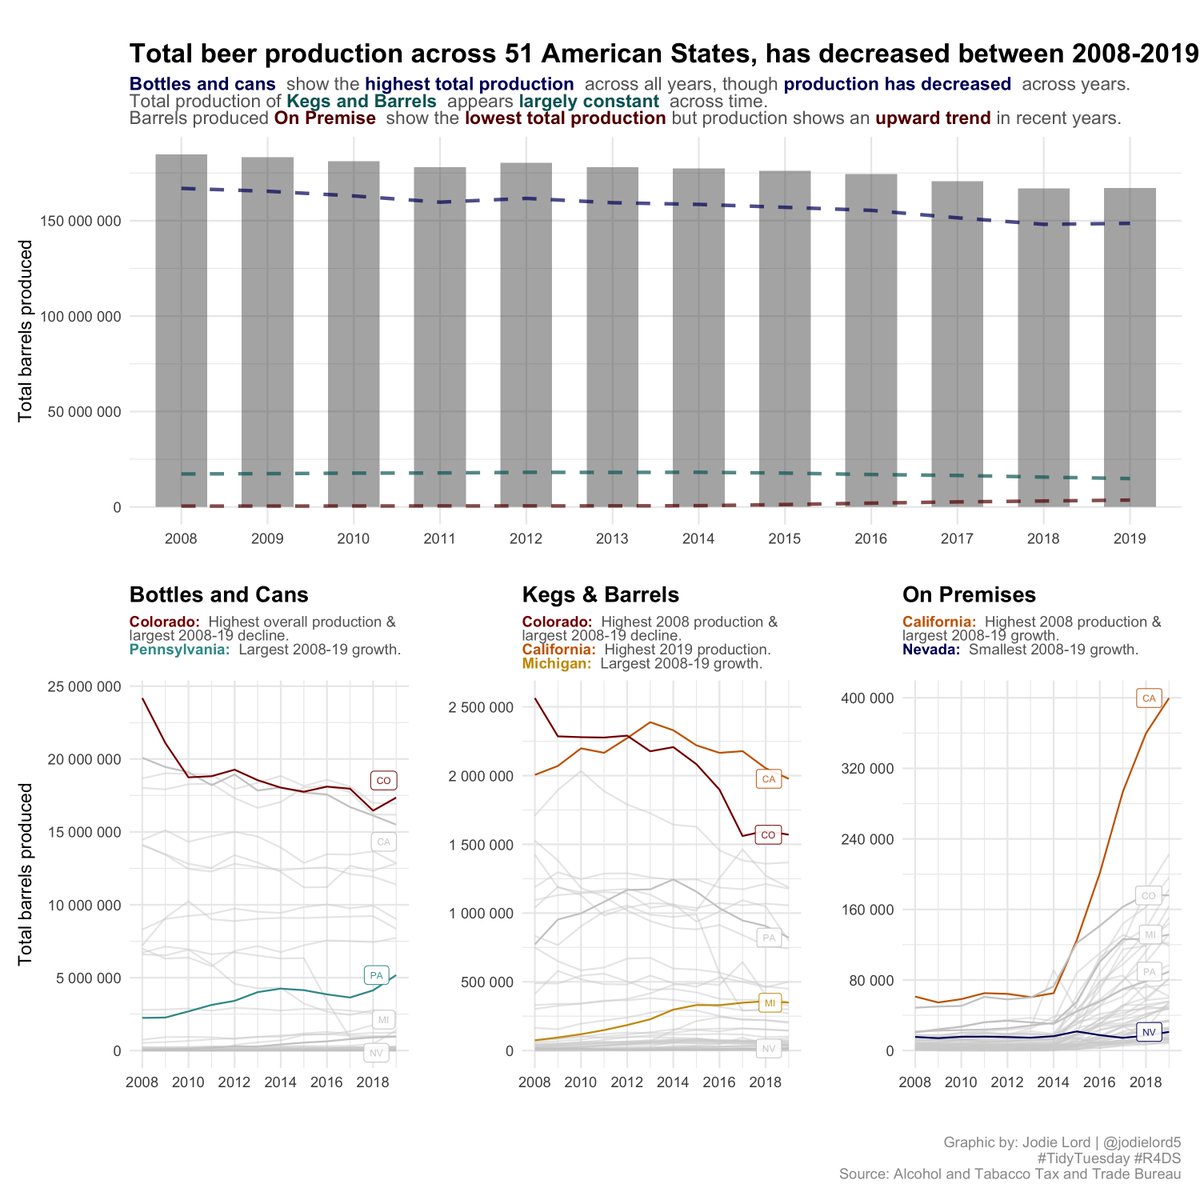 Total beer production across 51 American States, has decreased between 2008-2019
Bottles and cans show the highest total production across all years, though production has decreased across years.
Total production of Kegs and Barrels appears largely constant across time.
Barrels produced On Premise show the lowest total production but production shows an upward trend in recent years.
Total barrels produced
150 000 000
100 000 000
50 000 000
0
2008 2009 2010 2011 2012 2013 2014 2015 2016 2017 2018 2019
Bottles and Cans
Colorado: Highest overall production &
largest 2008-19 decline.
Pennsylvania: Largest 2008-19 growth.
Total barrels produced
25 000 000
20 000 000
15 000 000
10 000 000
5 000 000
0
CO
CA
PA
MI
NV
2008 2010 2012 2014 2016 2018
Kegs & Barrels
Colorado: Highest 2008 production &
largest 2008-19 decline.
California: Highest 2019 production.
Michigan: Largest 2008-19 growth.
2 500 000
2 000 000
1 500 000
1 000 000
500 000
0
CA
CO
PA
MI
NV
2008 2010 2012 2014 2016 2018
On Premises
California: Highest 2008 production &
largest 2008-19 growth.
Nevada: Smallest 2008-19 growth.
400 000
320 000
240 000
160 000
80 000
0
CA
CO
MI
PA
NV
2008 2010 2012 2014 2016 2018
Graphic by: Jodie Lord | @jodielord5
#TidyTuesday #R4DS
Source: Alcohol and Tabacco Tax and Trade Bureau